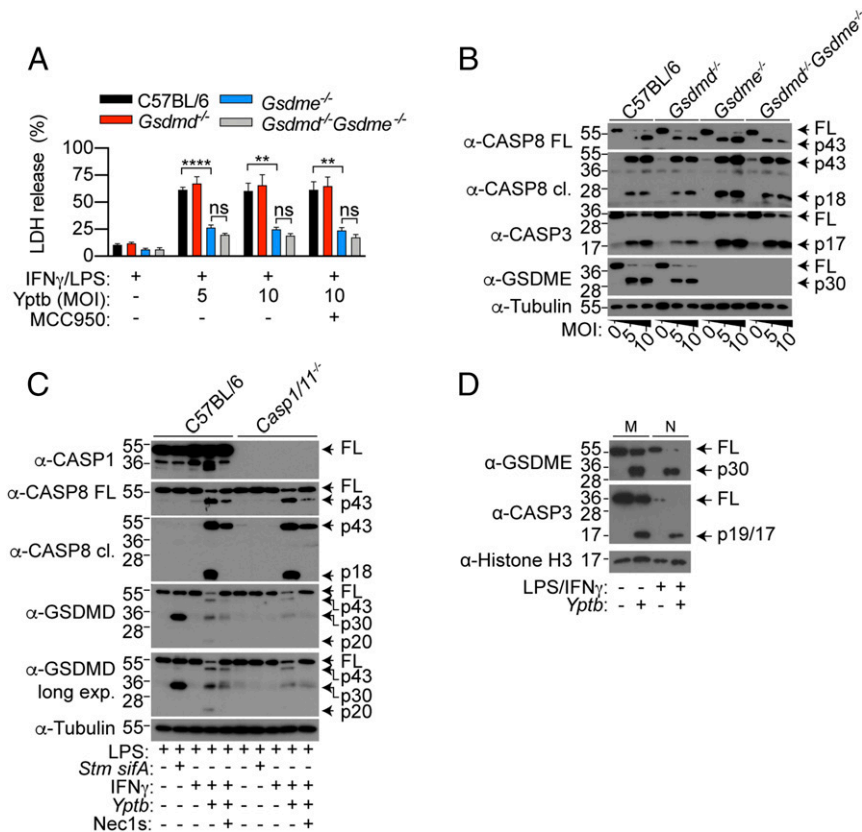 A
C57BL/6 Gsdme-/-
Gsdmd-/- Gsdmd-/-Gsdme-/-
LDH release (%)
100
75
50
25
0
**** ** **
ns ns ns
IFNγ/LPS: + + + +
Yptb (MOI) - 5 10 10
MCC950: - - - +
B
C57BL/6 Gsdmd-/- Gsdme-/- Gsdmd-/-Gsdme-/-
α-CASP8 FL 55 FL
p43
α-CASP8 cl. 55 36 28 p43
p18
α-CASP3 36 28 17 FL
p17
α-GSDME 55 36 28 FL
p30
α-Tubulin 55
MOI: 0 5 10 0 5 10 0 5 10 0 5 10
C
C57BL/6 Casp1/11-/-
α-CASP1 55 36 FL
α-CASP8 FL 55 FL
p43
α-CASP8 cl. 55 36 28 p43
p18
α-GSDMD 55 36 28 FL
p43
p30
p20
α-GSDMD long exp. 55 36 28 FL
p43
p30
p20
α-Tubulin 55
LPS: + + + + + + + + + +
Stm sifA: - + - - - - + - - -
IFNγ: - - + + + - - + + +
Yptb: - - - + + - - - + +
Nec1s: - - - - + - - - - +
D
M N
α-GSDME 55 36 28 FL
p30
α-CASP3 36 28 17 FL
p19/17
α-Histone H3 17
LPS/IFNγ: - - + +
Yptb: - + - +